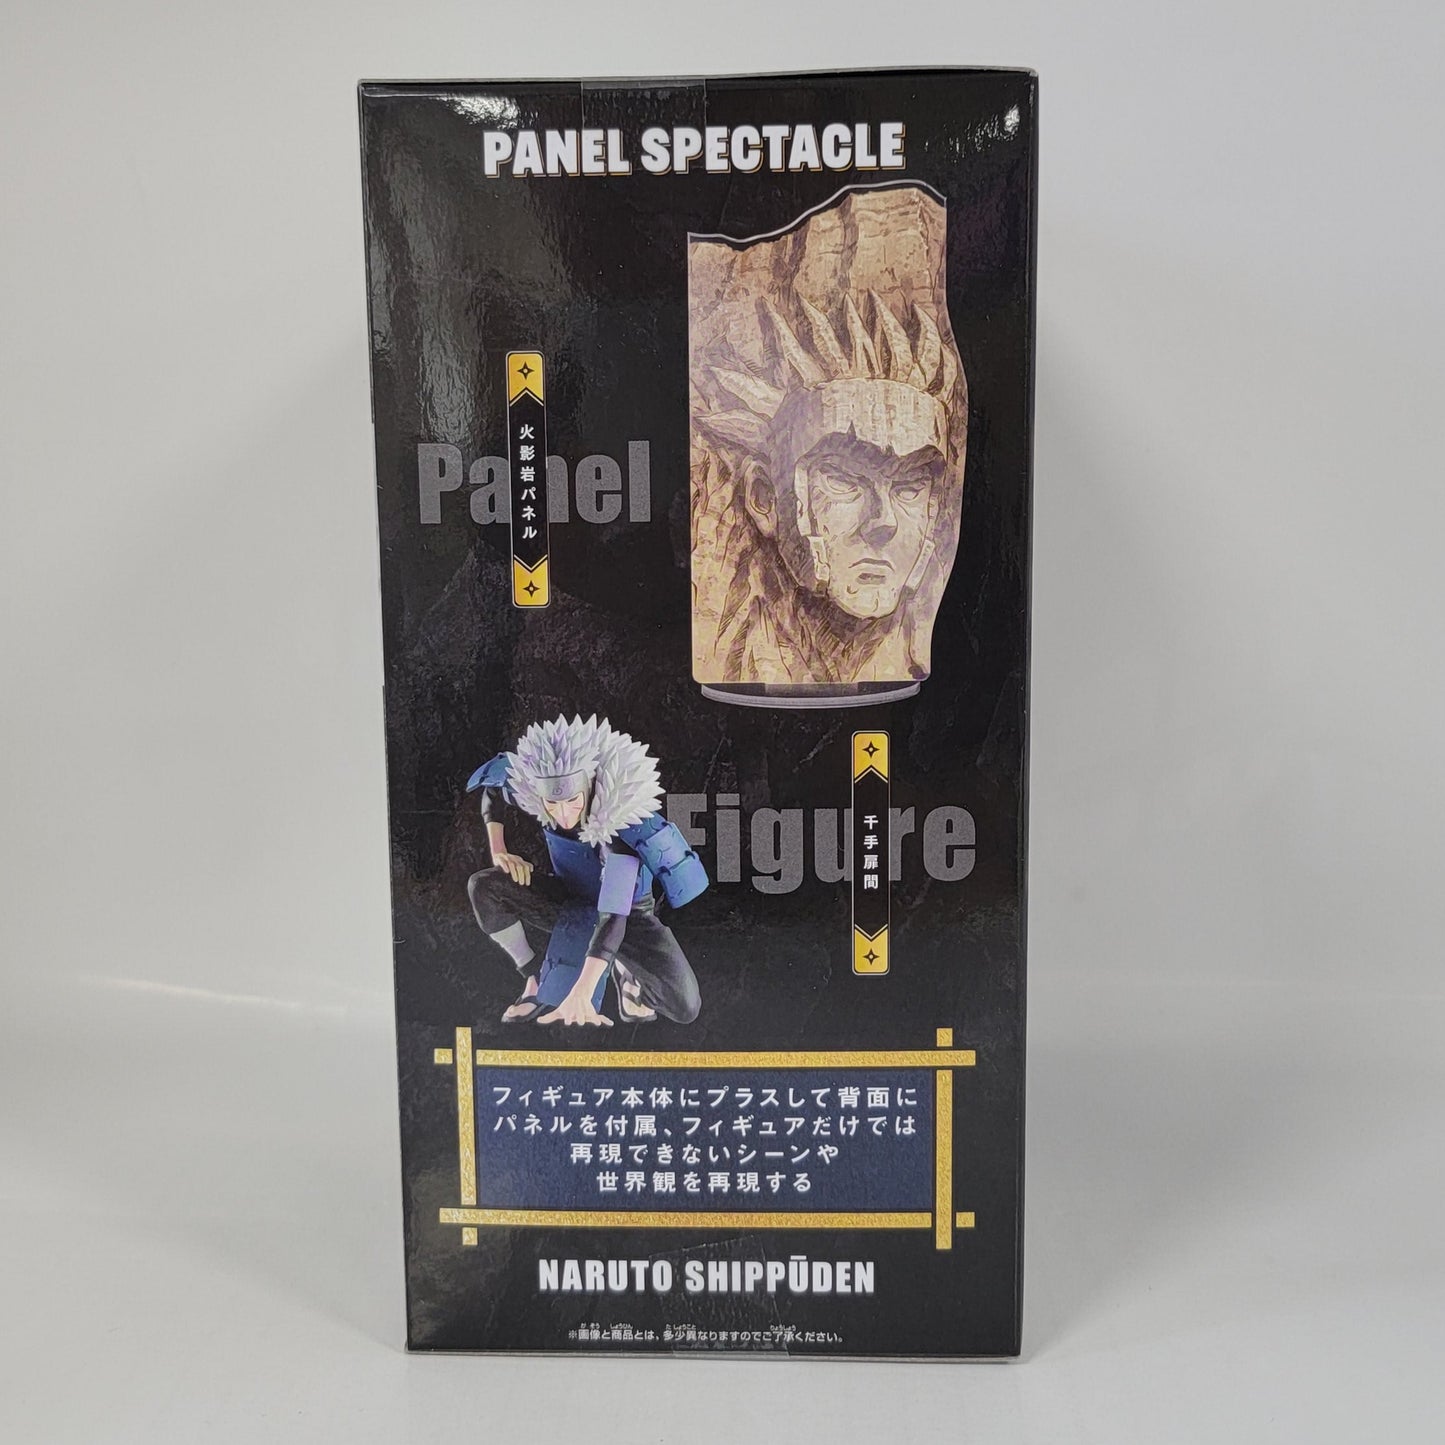 PANEL SPECTACLE
Panel
火影岩パネル
Figure
千手扉間
フィギュア本体にプラスして背面に
パネルを付属、フィギュアだけでは
再現できないシーンや
世界観を再現する
NARUTO SHIPPŪDEN
※画像と商品とは、多少異なりますのでご了承ください。